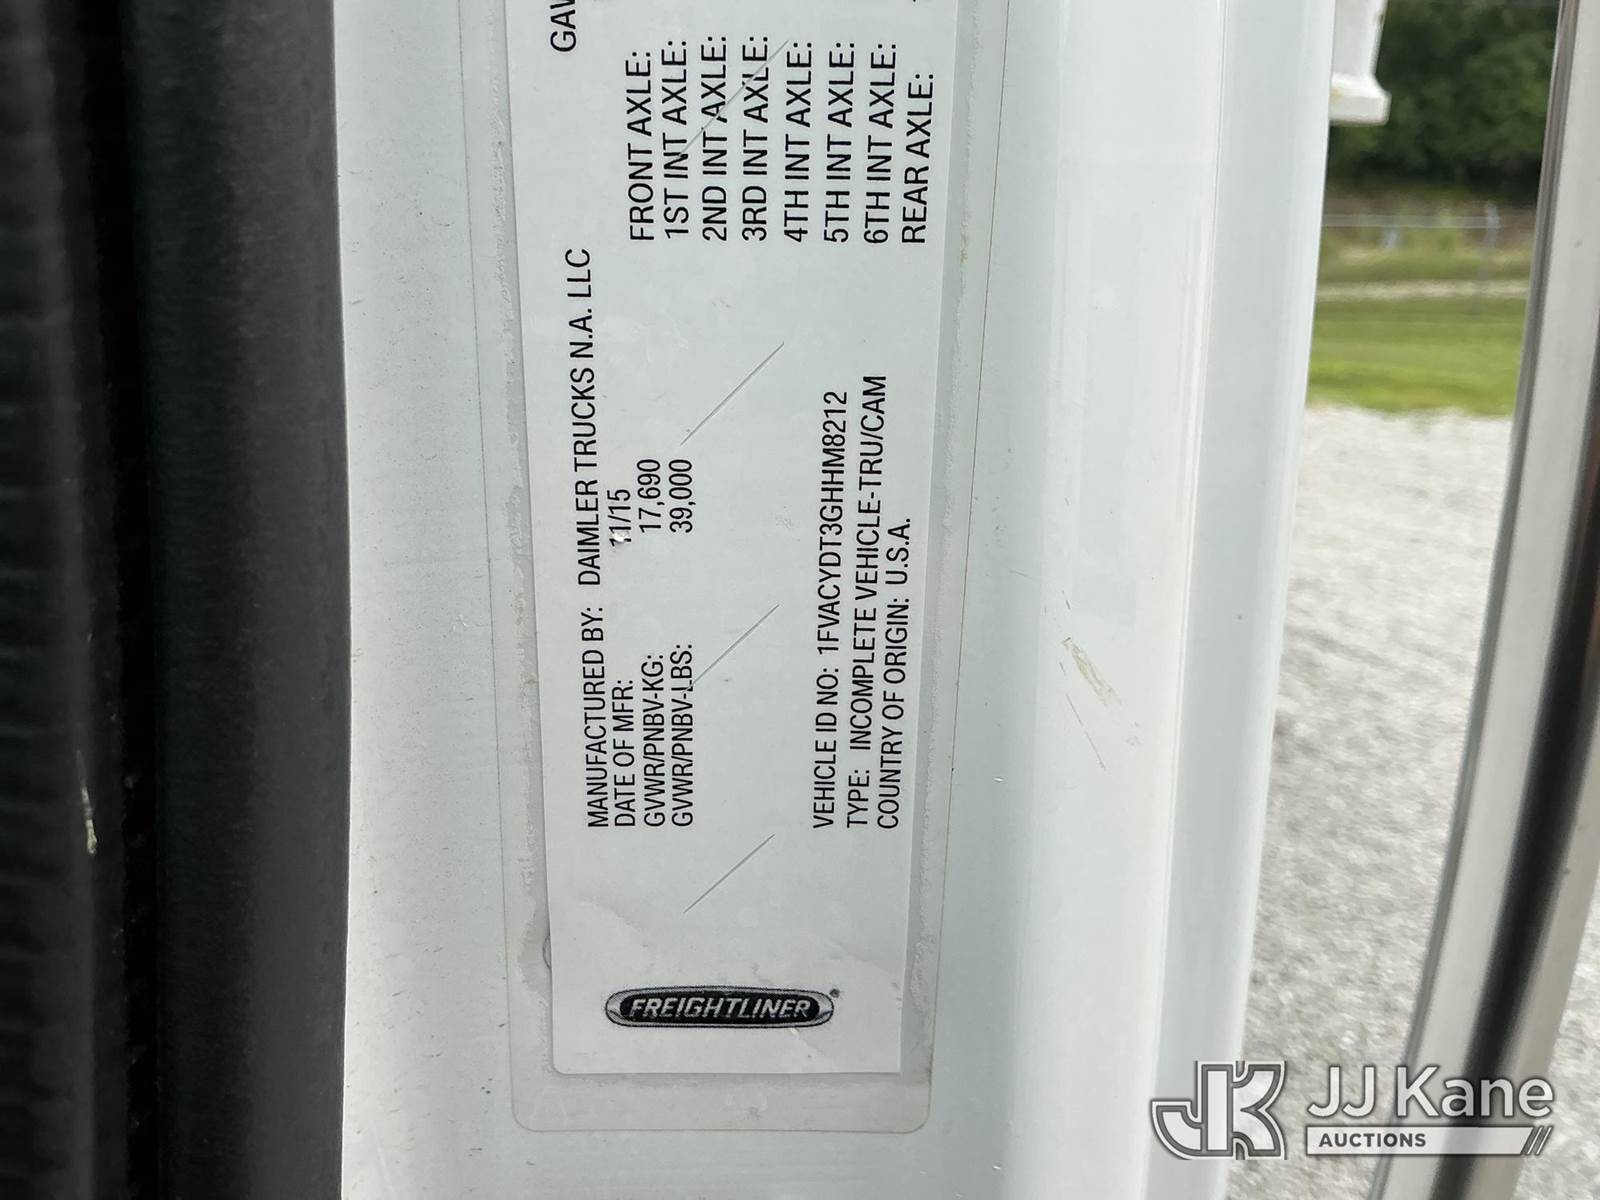 MANUFACTURED BY: DAIMLER TRUCKS N.A. LLC
DATE OF MFR: 11/15
GVWR/PNBV-KG: 17,690
GVWR/PNBV-LBS: 39,000
VEHICLE ID NO: 1FVACYDT3GHHM8212
TYPE: INCOMPLETE VEHICLE-TRU/CAM
COUNTRY OF ORIGIN: U.S.A.
FRONT AXLE:
1ST INT AXLE:
2ND INT AXLE:
3RD INT AXLE:
4TH INT AXLE:
5TH INT AXLE:
6TH INT AXLE:
REAR AXLE:
FREIGHTLINER®
JK JJ Kane
AUCTIONS